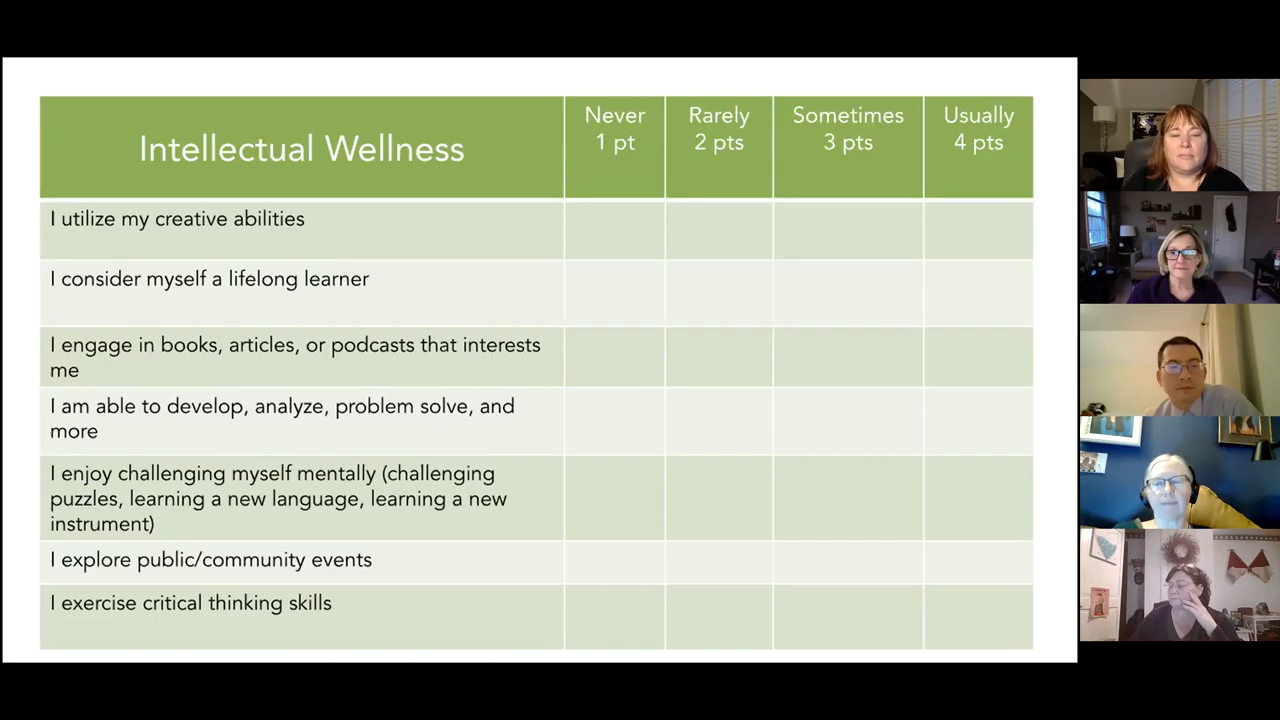 Intellectual Wellness
Never
1 pt
Rarely
2 pts
Sometimes
3 pts
Usually
4 pts
I utilize my creative abilities
I consider myself a lifelong learner
I engage in books, articles, or podcasts that interests
me
I am able to develop, analyze, problem solve, and
more
I enjoy challenging myself mentally (challenging
puzzles, learning a new language, learning a new
instrument)
I explore public/community events
I exercise critical thinking skills